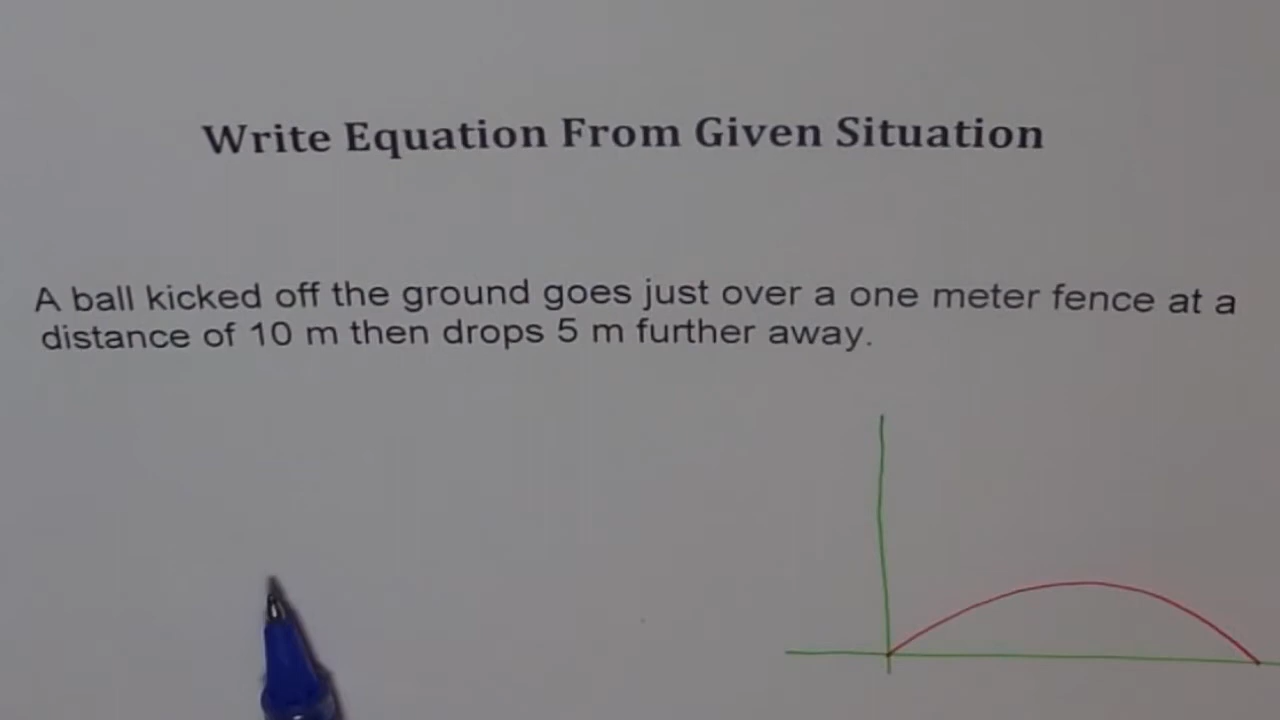 Write Equation From Given Situation
A ball kicked off the ground goes just over a one meter fence at a
distance of 10 m then drops 5 m further away.